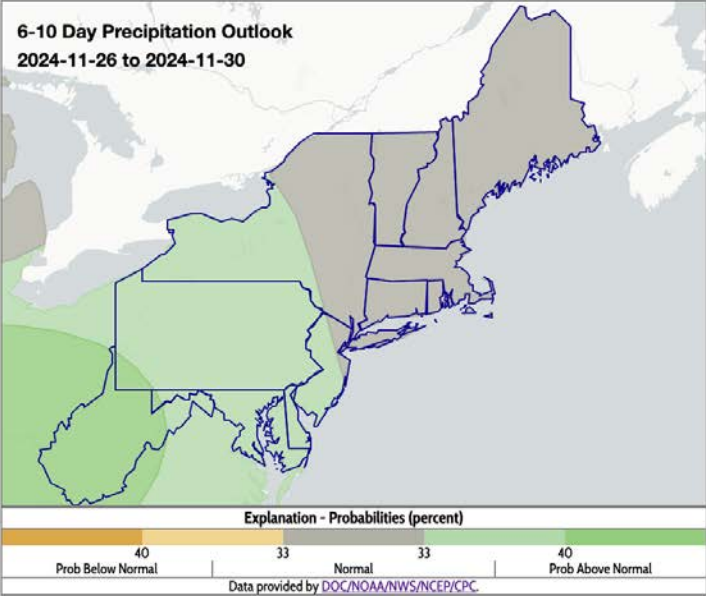 6-10 Day Precipitation Outlook
2024-11-26 to 2024-11-30
Explanation - Probabilities (percent)
40 33 33 40
Prob Below Normal Normal Prob Above Normal
Data provided by DOC/NOAA/NWS/NCEP/CPC.